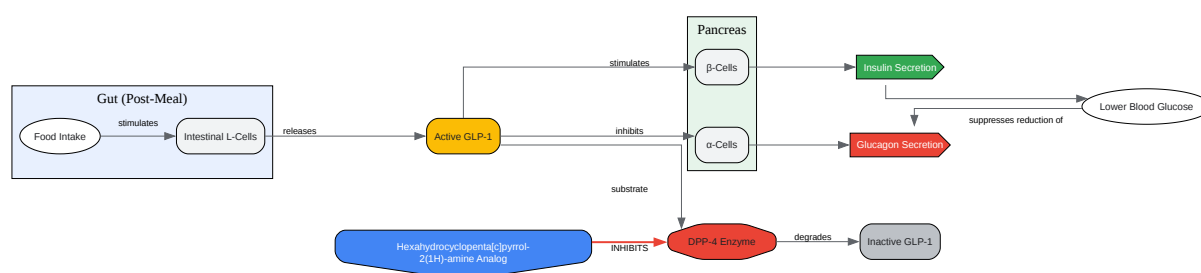 Pancreas
stimulates
β-Cells
Insulin Secretion
Gut (Post-Meal)
Lower Blood Glucose
stimulates
suppresses reduction of
Food Intake
Intestinal L-Cells
releases
Active GLP-1
inhibits
α-Cells
Glucagon Secretion
substrate
Hexahydrocyclopenta[c]pyrrol-
2(1H)-amine Analog
INHIBITS
DPP-4 Enzyme
degrades
Inactive GLP-1